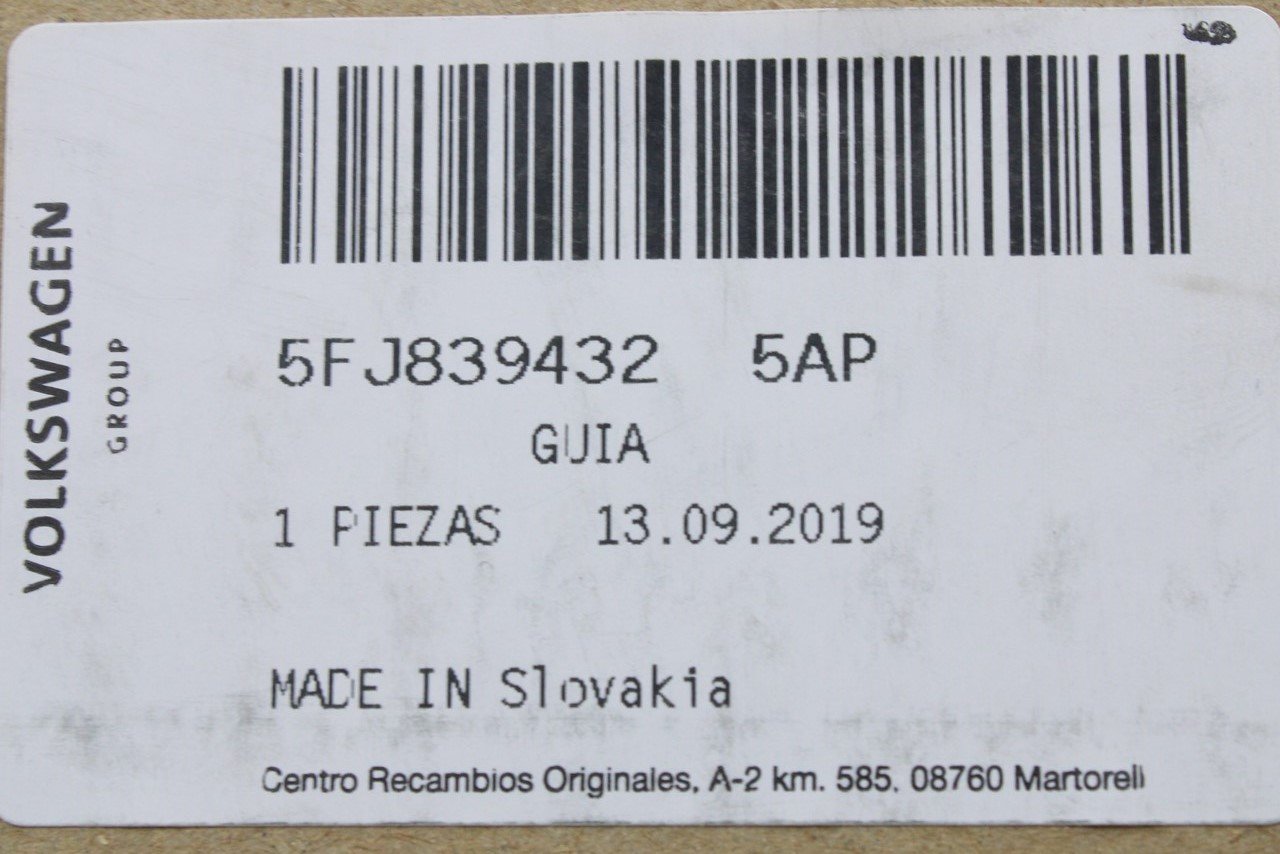 VOLKSWAGEN
GROUP
5FJ839432 5AP
GUIA
1 PIEZAS 13.09.2019
MADE IN Slovakia
Centro Recambios Originales, A-2 km. 585. 08760 Martorell